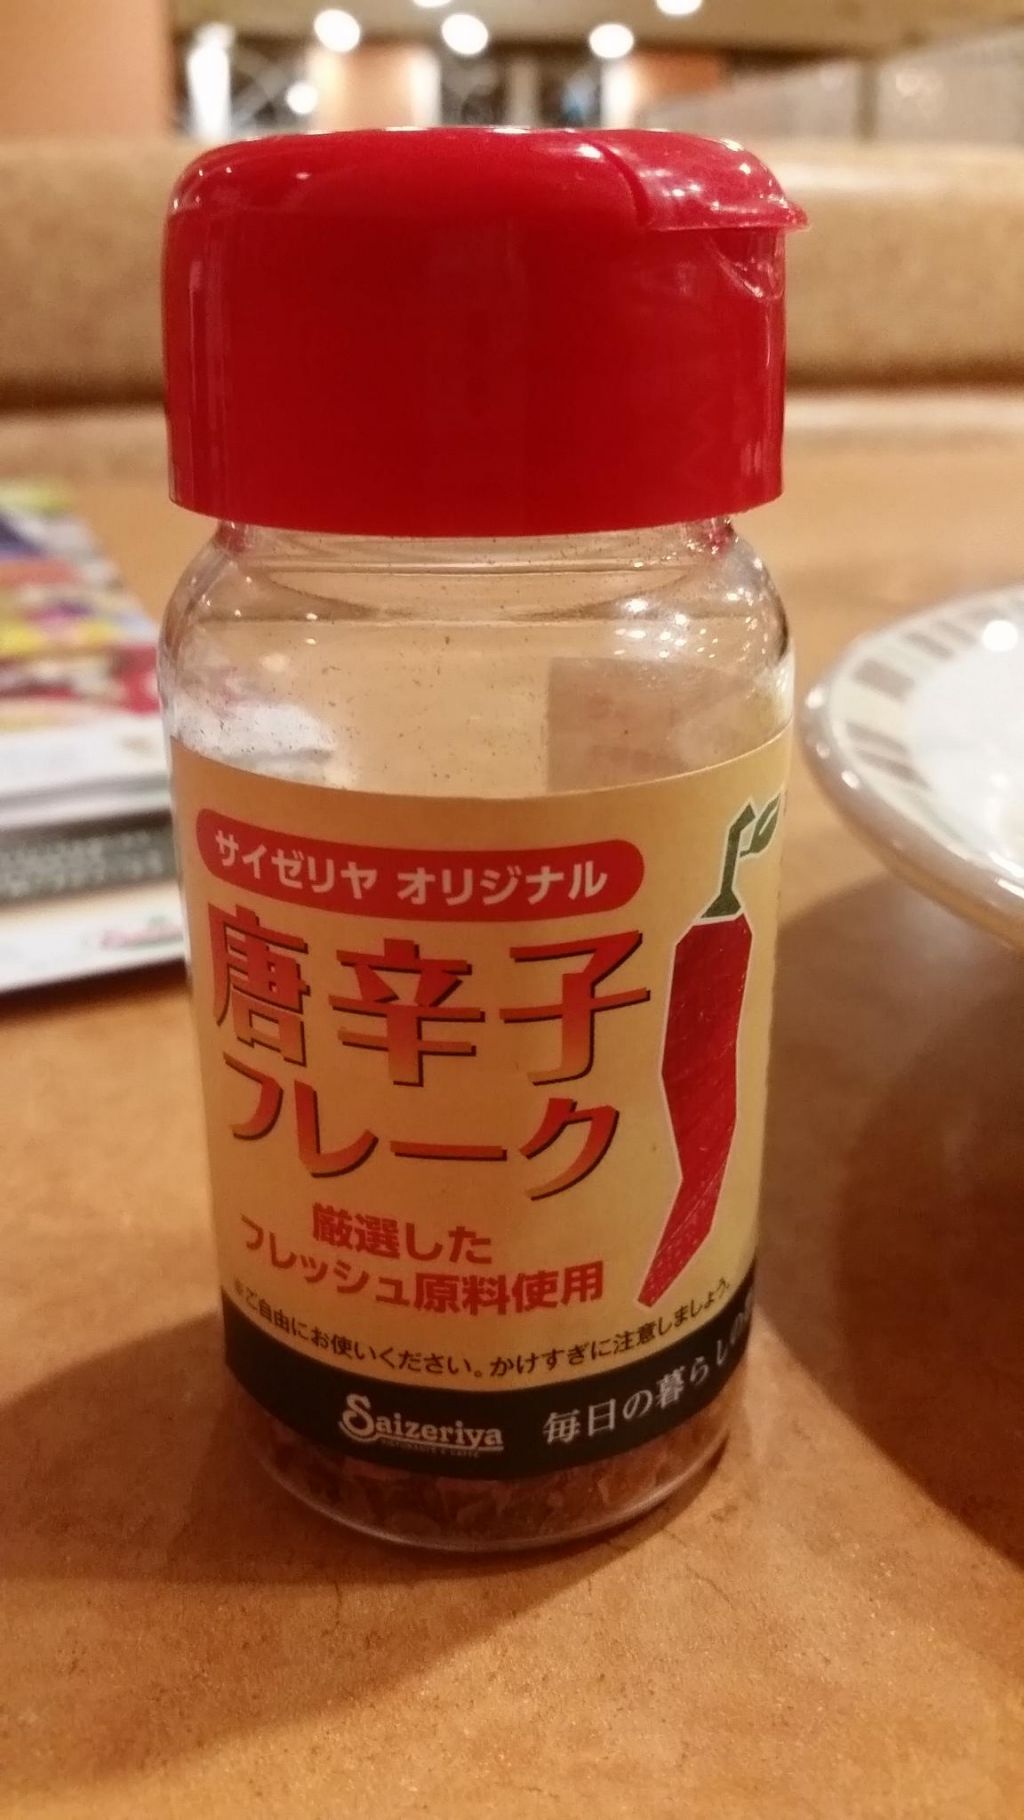 サイゼリヤ オリジナル
唐辛子
フレーク
厳選した
フレッシュ原料使用
※ご自由にお使いください。かけすぎに注意しましょう。
Saizeriya
毎日の暮らしの